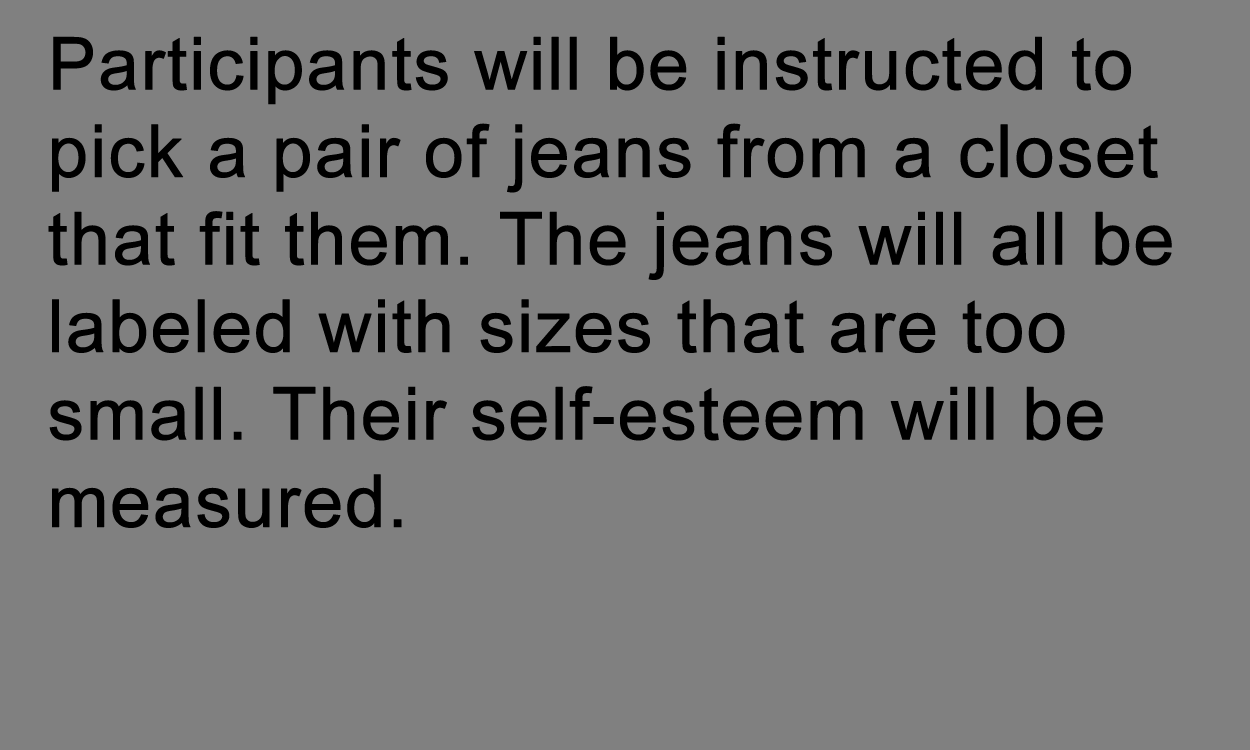 Participants will be instructed to
pick a pair of jeans from a closet
that fit them. The jeans will all be
labeled with sizes that are too
small. Their self-esteem will be
measured.